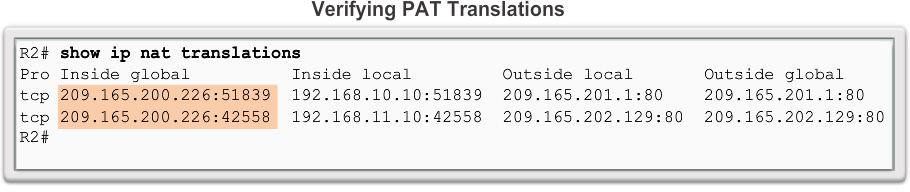 Verifying PAT Translations
R2# show ip nat translations
Pro Inside global Inside local Outside local Outside global
tcp 209.165.200.226:51839 192.168.10.10:51839 209.165.201.1:80 209.165.201.1:80
tcp 209.165.200.226:42558 192.168.11.10:42558 209.165.202.129:80 209.165.202.129:80
R2#